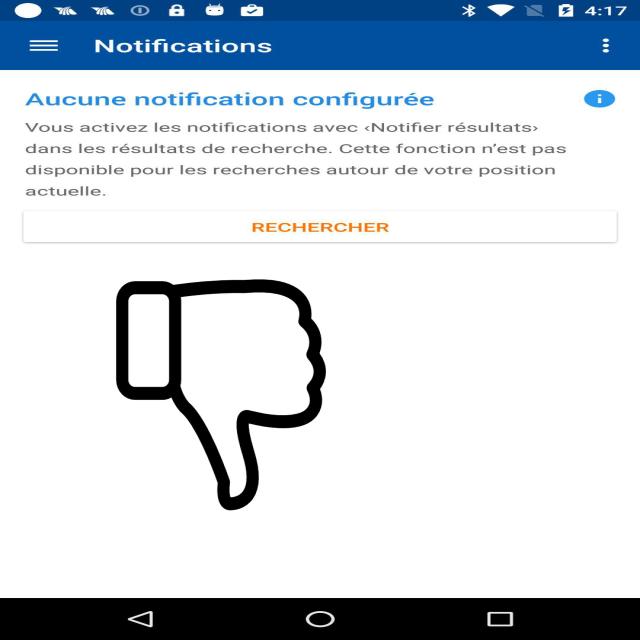 4:17
Notifications
Aucune notification configurée
Vous activez les notifications avec ‹Notifier résultats›
dans les résultats de recherche. Cette fonction n’est pas
disponible pour les recherches autour de votre position
actuelle.
RECHERCHER